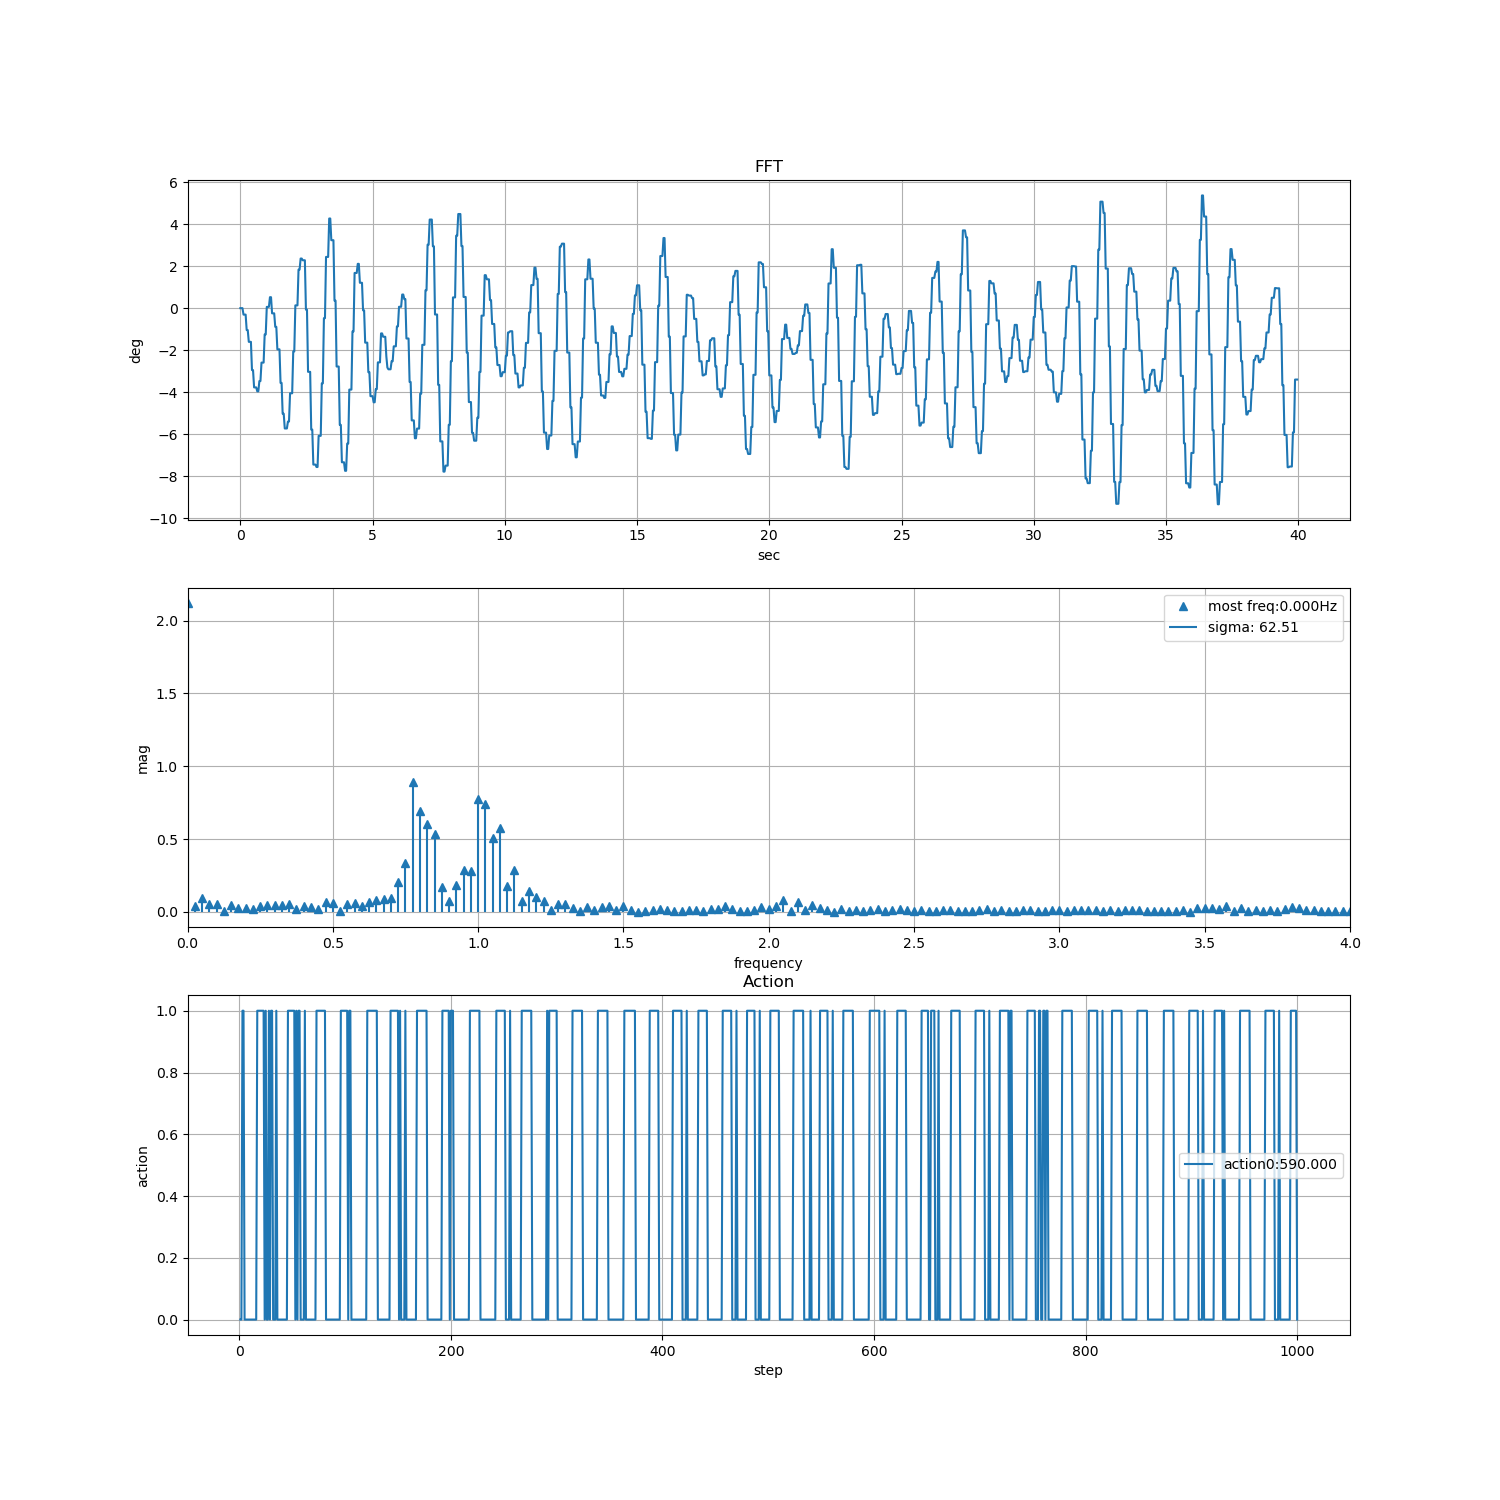 FFT
6
4
2
0
−2
−4
−6
−8
−10
deg
0 5 10 15 20 25 30 35 40
sec
2.0
1.5
1.0
0.5
0.0
mag
most freq:0.000Hz
sigma: 62.51
0.0 0.5 1.0 1.5 2.0 2.5 3.0 3.5 4.0
frequency
Action
1.0
0.8
0.6
0.4
0.2
0.0
action
action0:590.000
0 200 400 600 800 1000
step